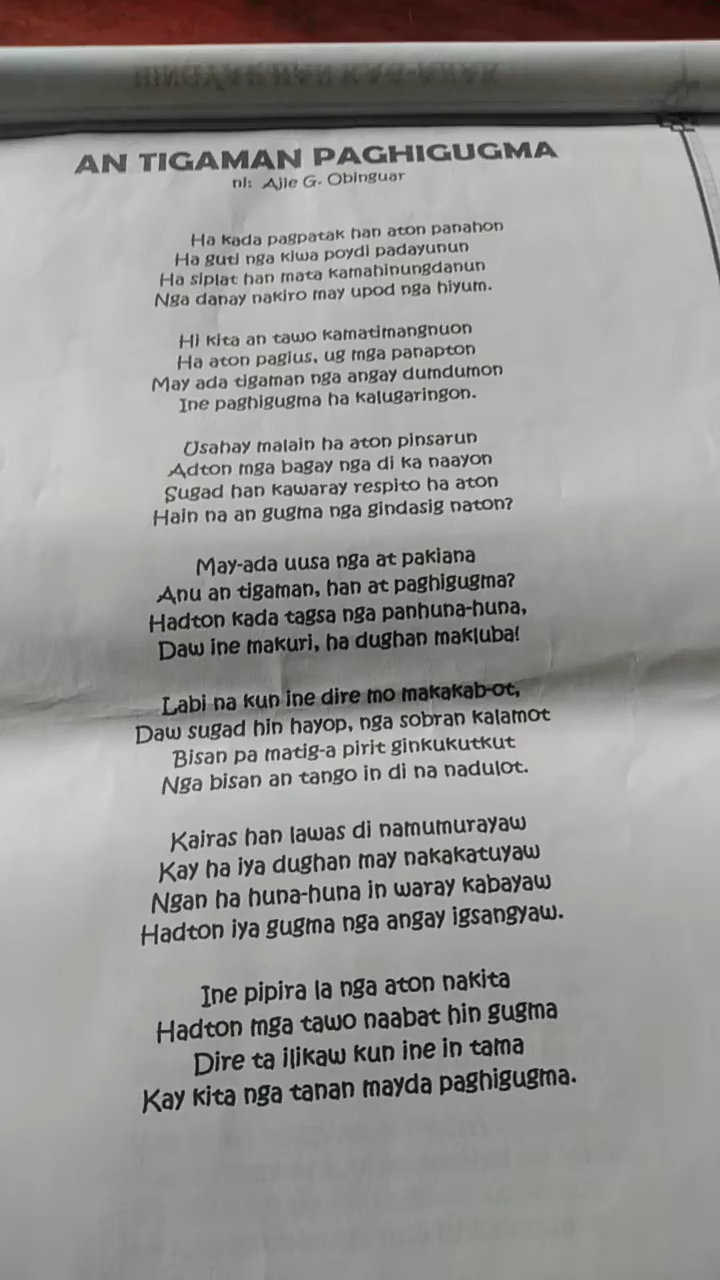 AN TIGAMAN PAGHIGUGMA
ni: Ajie G. Obinguar
Ha kada pagpatak han aton panahon
Ha guti nga kiwa poydi padayunun
Ha siplat han mata kamahinungdanun
Nga danay nakiro may upod nga hiyum.
Hi kita an tawo kamatimangnuon
Ha aton pagius, ug mga panapton
May ada tigaman nga angay dumdumon
Ine paghigugma ha kalugaringon.
Usahay malain ha aton pinsarun
Adton mga bagay nga di ka naayon
Sugad han kawaray respito ha aton
Hain na an gugma nga gindasig naton?
May-ada uusa nga at pakiana
Anu an tigaman, han at paghigugma?
Hadton kada tagsa nga panhuna-huna,
Daw ine makuri, ha dughan makluba!
Labi na kun ine dire mo makakab-ot,
Daw sugad hin hayop, nga sobran kalamot
Bisan pa matig-a pirit ginkukutkut
Nga bisan an tango in di na nadulot.
Kairas han lawas di namumurayaw
Kay ha iya dughan may nakakatuyaw
Ngan ha huna-huna in waray kabayaw
Hadton iya gugma nga angay igsangyaw.
Ine pipira la nga aton nakita
Hadton mga tawo naabat hin gugma
Dire ta ilikaw kun ine in tama
Kay kita nga tanan mayda paghigugma.